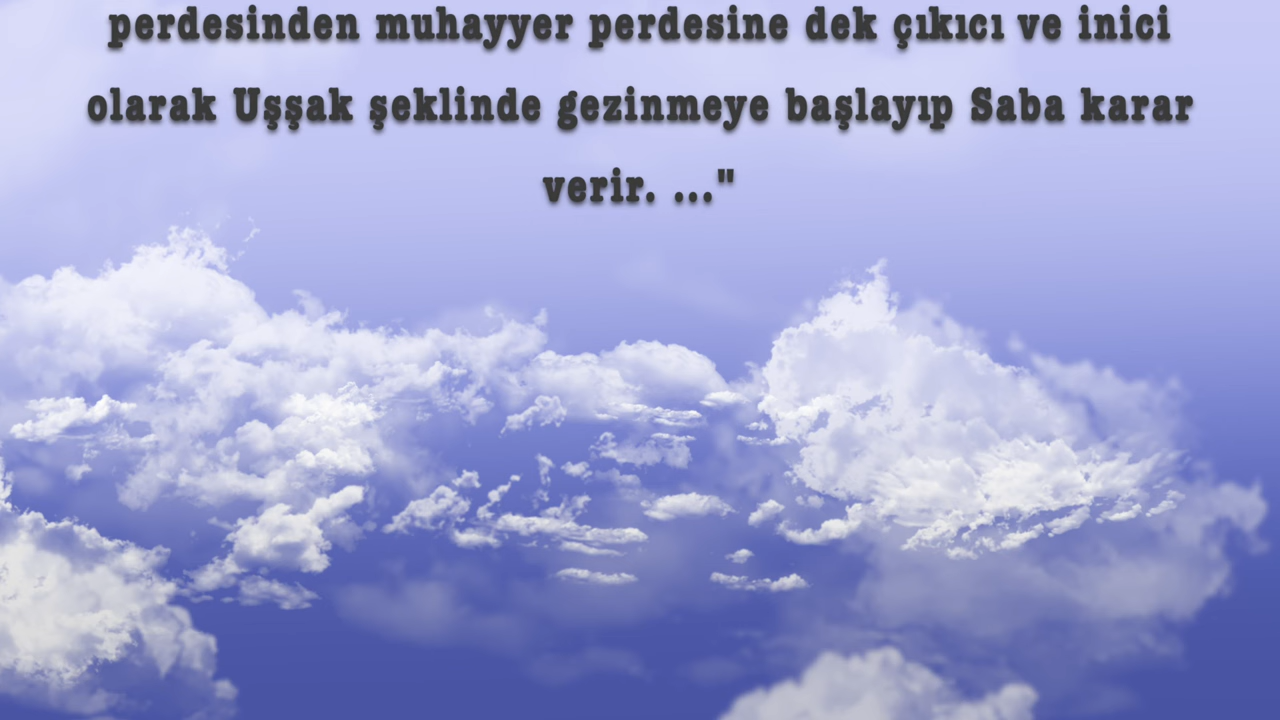 perdesinden muhayyer perdesine dek çıkıcı ve inici
olarak Uşşak şeklinde gezinmeye başlayıp Saba karar
verir. ..."